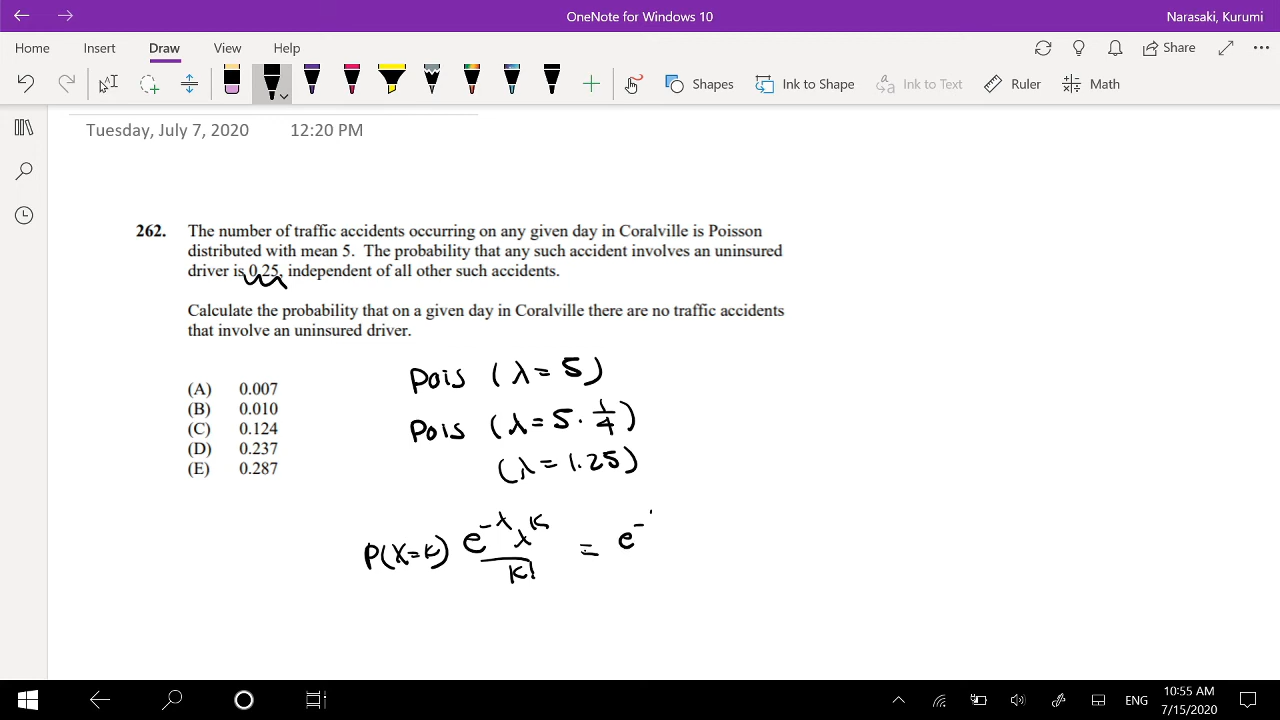 OneNote for Windows 10
Narasaki, Kurumi
Home Insert Draw View Help
Share
Shapes Ink to Shape Ink to Text Ruler Math
Tuesday, July 7, 2020 12:20 PM
262. The number of traffic accidents occurring on any given day in Coralville is Poisson
distributed with mean 5. The probability that any such accident involves an uninsured
driver is 0.25, independent of all other such accidents.
Calculate the probability that on a given day in Coralville there are no traffic accidents
that involve an uninsured driver.
(A) 0.007
(B) 0.010
(C) 0.124
(D) 0.237
(E) 0.287
Pois (λ = 5)
Pois (λ = 5 · 1/4)
(λ = 1.25)
P(X=K) e^-λ λ^K / K! = e^-
ENG
10:55 AM
7/15/2020